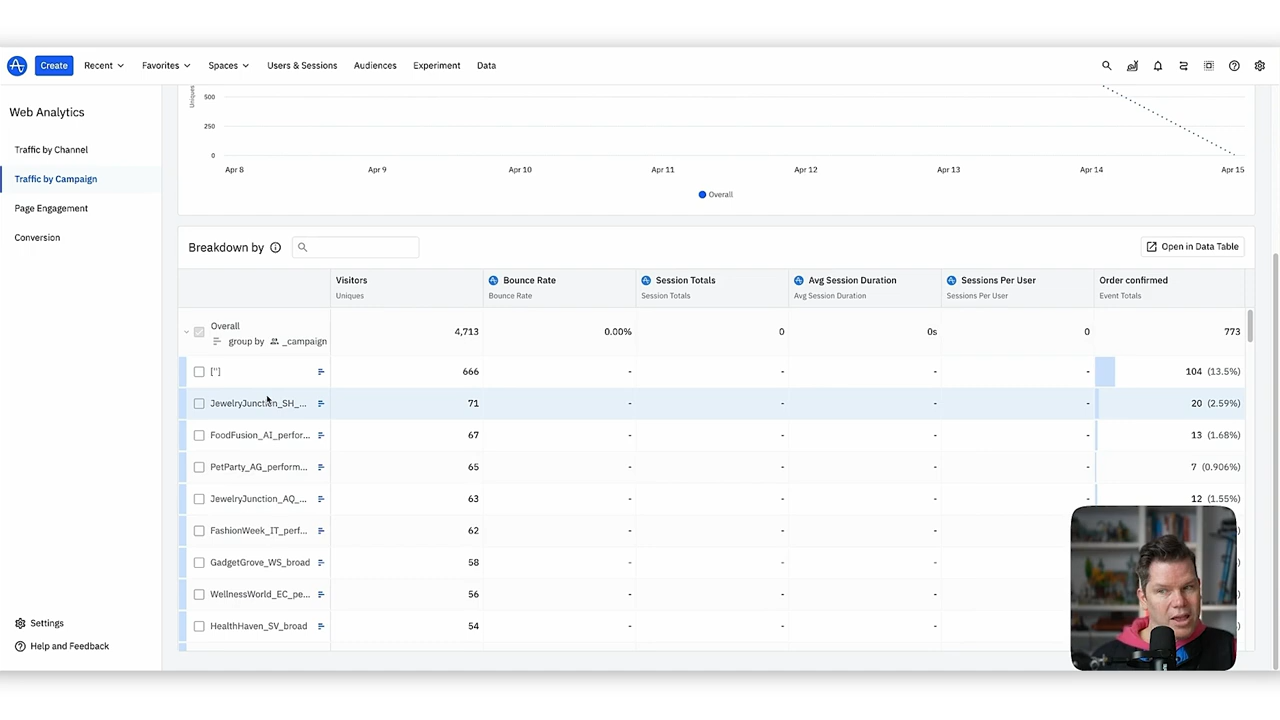 Create Recent Favorites Spaces Users & Sessions Audiences Experiment Data
Web Analytics
Traffic by Channel
Traffic by Campaign
Page Engagement
Conversion
Settings
Help and Feedback
Uniques
500
250
0
Apr 8 Apr 9 Apr 10 Apr 11 Apr 12 Apr 13 Apr 14 Apr 15
Overall
Breakdown by
Open in Data Table
Visitors Bounce Rate Session Totals Avg Session Duration Sessions Per User Order confirmed
Uniques Bounce Rate Session Totals Avg Session Duration Sessions Per User Event Totals
Overall
group by _campaign
4,713 0.00% 0 0s 0 773
[''] 666 - - - - 104 (13.5%)
JewelryJunction_SH_... 71 - - - - 20 (2.59%)
FoodFusion_AI_perfor... 67 - - - - 13 (1.68%)
PetParty_AG_perform... 65 - - - - 7 (0.906%)
JewelryJunction_AQ_... 63 - - - - 12 (1.55%)
FashionWeek_IT_perf... 62 - - -
GadgetGrove_WS_broad 58 - - -
WellnessWorld_EC_pe... 56 - - -
HealthHaven_SV_broad 54 - - -